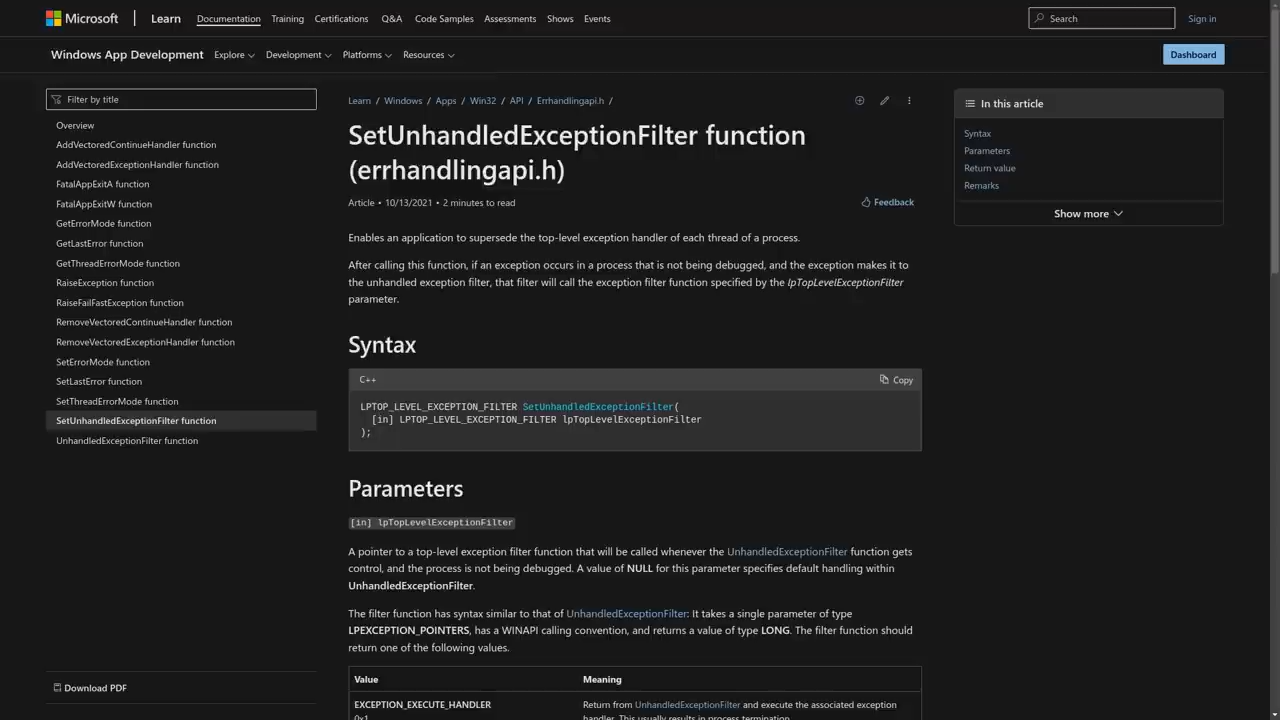 Microsoft Learn Documentation Training Certifications Q&A Code Samples Assessments Shows Events Search Sign in
Windows App Development Explore Development Platforms Resources Dashboard
Filter by title
Overview
AddVectoredContinueHandler function
AddVectoredExceptionHandler function
FatalAppExitA function
FatalAppExitW function
GetErrorMode function
GetLastError function
GetThreadErrorMode function
RaiseException function
RaiseFailFastException function
RemoveVectoredContinueHandler function
RemoveVectoredExceptionHandler function
SetErrorMode function
SetLastError function
SetThreadErrorMode function
SetUnhandledExceptionFilter function
UnhandledExceptionFilter function
Download PDF
Learn / Windows / Apps / Win32 / API / Errhandlingapi.h /
SetUnhandledExceptionFilter function
(errhandlingapi.h)
Article • 10/13/2021 • 2 minutes to read
Feedback
Enables an application to supersede the top-level exception handler of each thread of a process.
After calling this function, if an exception occurs in a process that is not being debugged, and the exception makes it to
the unhandled exception filter, that filter will call the exception filter function specified by the lpTopLevelExceptionFilter
parameter.
Syntax
C++
Copy
LPTOP_LEVEL_EXCEPTION_FILTER SetUnhandledExceptionFilter(
[in] LPTOP_LEVEL_EXCEPTION_FILTER lpTopLevelExceptionFilter
);
Parameters
[in] lpTopLevelExceptionFilter
A pointer to a top-level exception filter function that will be called whenever the UnhandledExceptionFilter function gets
control, and the process is not being debugged. A value of NULL for this parameter specifies default handling within
UnhandledExceptionFilter.
The filter function has syntax similar to that of UnhandledExceptionFilter: It takes a single parameter of type
LPEXCEPTION_POINTERS, has a WINAPI calling convention, and returns a value of type LONG. The filter function should
return one of the following values.
Value Meaning
EXCEPTION_EXECUTE_HANDLER Return from UnhandledExceptionFilter and execute the associated exception
0x1 handler. This usually results in process termination.
In this article
Syntax
Parameters
Return value
Remarks
Show more